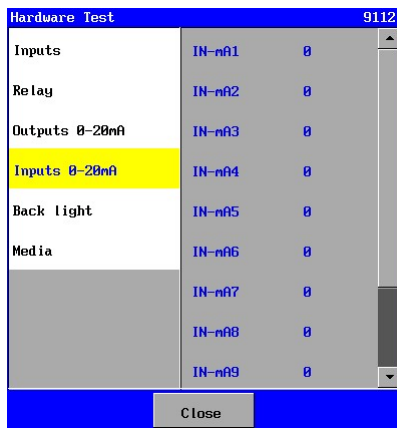 Hardware Test 9112
Inputs
Relay
Outputs 0-20mA
Inputs 0-20mA
Back light
Media
IN-mA1 0
IN-mA2 0
IN-mA3 0
IN-mA4 0
IN-mA5 0
IN-mA6 0
IN-mA7 0
IN-mA8 0
IN-mA9 0
Close